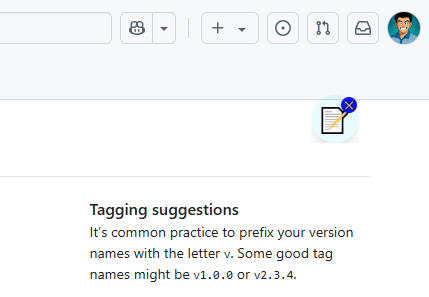 Tagging suggestions
It's common practice to prefix your version
names with the letter v. Some good tag
names might be v1.0.0 or v2.3.4.